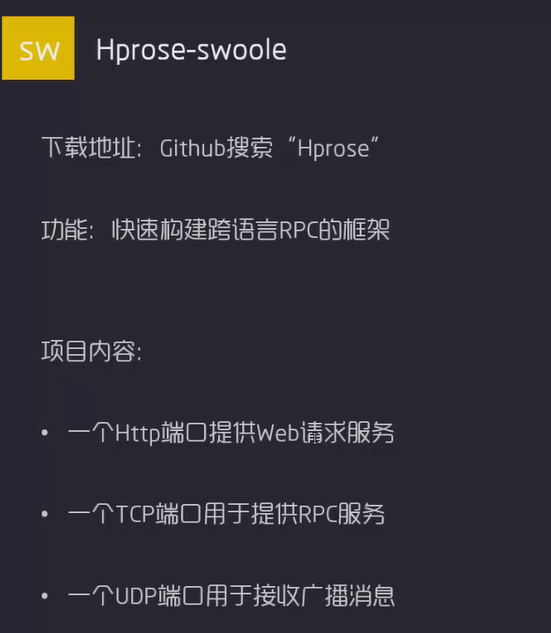 SW
Hprose-swoole
下载地址：Github搜索“Hprose”
功能：快速构建跨语言RPC的框架
项目内容：
• 一个Http端口提供Web请求服务
• 一个TCP端口用于提供RPC服务
• 一个UDP端口用于接收广播消息